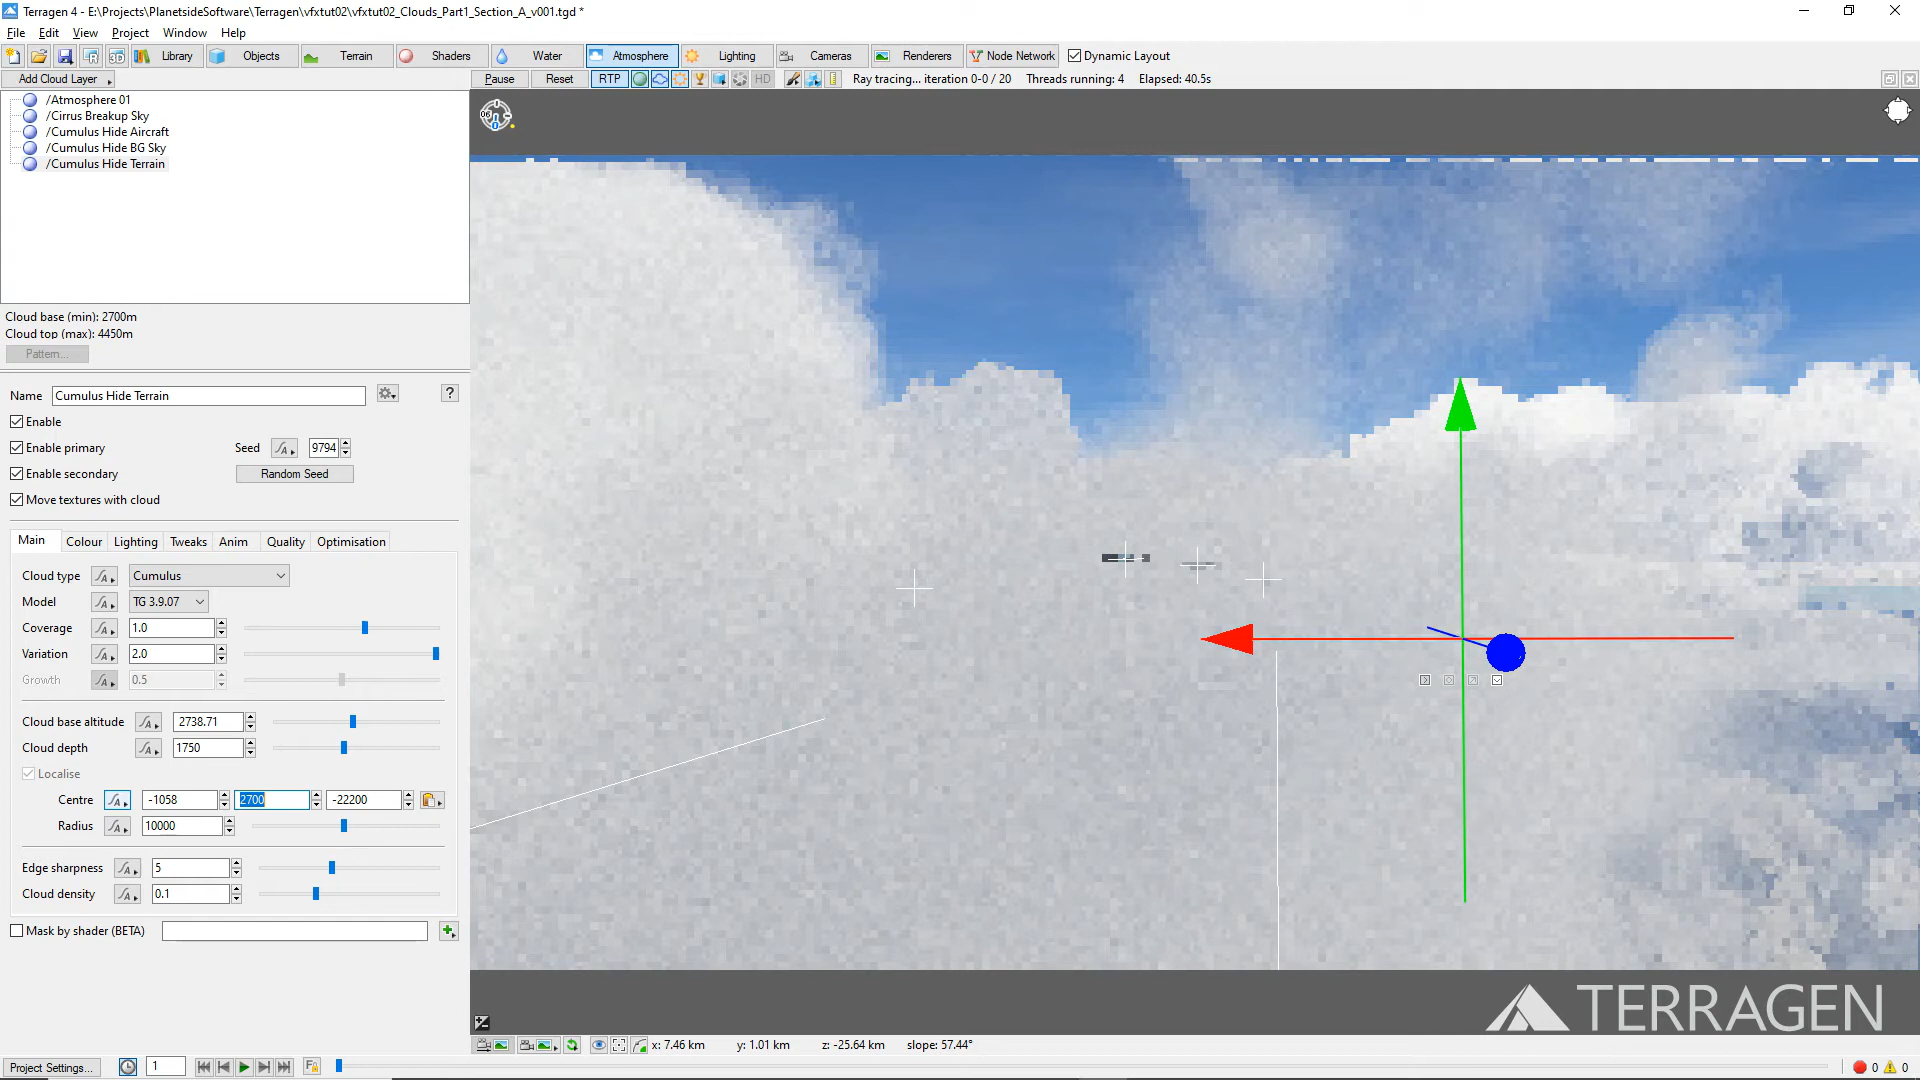 Terragen 4 - E:\Projects\PlanetsideSoftware\Terragen\vfxtut02\vfxtut02_Clouds_Part1_Section_A_v001.tgd *
File Edit View Project Window Help
Library Objects Terrain Shaders Water Atmosphere Lighting Cameras Renderers Node Network Dynamic Layout
Add Cloud Layer Pause Reset RTP HD Ray tracing... iteration 0-0 / 20 Threads running: 4 Elapsed: 40.5s
/Atmosphere 01
/Cirrus Breakup Sky
/Cumulus Hide Aircraft
/Cumulus Hide BG Sky
/Cumulus Hide Terrain
Cloud base (min): 2700m
Cloud top (max): 4450m
Pattern...
Name Cumulus Hide Terrain ?
Enable
Enable primary Seed 9794
Enable secondary Random Seed
Move textures with cloud
Main Colour Lighting Tweaks Anim Quality Optimisation
Cloud type Cumulus
Model TG 3.9.07
Coverage 1.0
Variation 2.0
Growth 0.5
Cloud base altitude 2738.71
Cloud depth 1750
Localise
Centre -1058 2700 -22200
Radius 10000
Edge sharpness 5
Cloud density 0.1
Mask by shader (BETA)
TERRAGEN
x: 7.46 km y: 1.01 km z: -25.64 km slope: 57.44°
Project Settings... 1 0 0